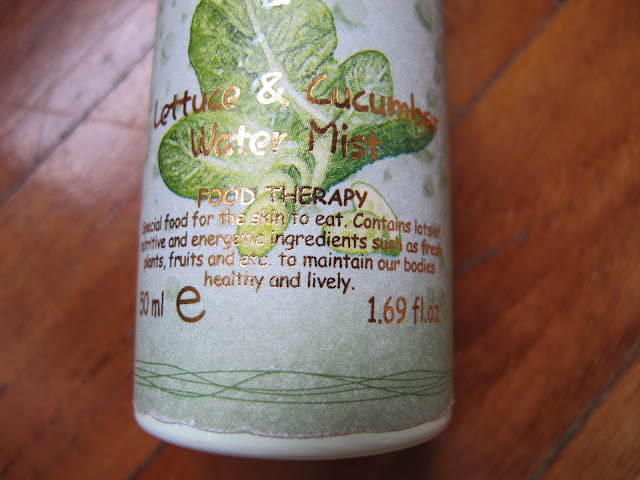 Lettuce & Cucumber
Water Mist
FOOD THERAPY
Special food for the skin to eat. Contains lots of
nutritive and energetic ingredients such as fresh
plants, fruits and etc. to maintain our bodies
healthy and lively.
50 ml e 1.69 fl.oz